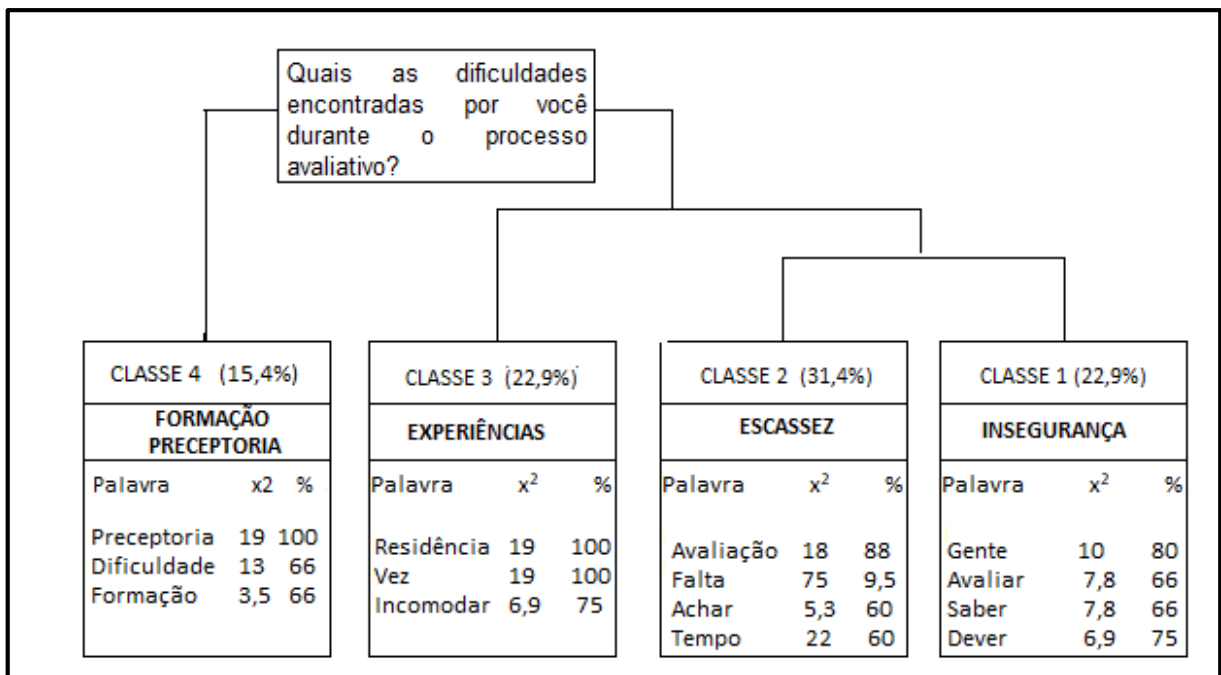 Quais as dificuldades
encontradas por você
durante o processo
avaliativo?
CLASSE 4 (15,4%)
FORMAÇÃO
PRECEPTORIA
Palavra x2 %
Preceptoria 19 100
Dificuldade 13 66
Formação 3,5 66
CLASSE 3 (22,9%)
EXPERIÊNCIAS
Palavra x² %
Residência 19 100
Vez 19 100
Incomodar 6,9 75
CLASSE 2 (31,4%)
ESCASSEZ
Palavra x² %
Avaliação 18 88
Falta 75 9,5
Achar 5,3 60
Tempo 22 60
CLASSE 1 (22,9%)
INSEGURANÇA
Palavra x² %
Gente 10 80
Avaliar 7,8 66
Saber 7,8 66
Dever 6,9 75